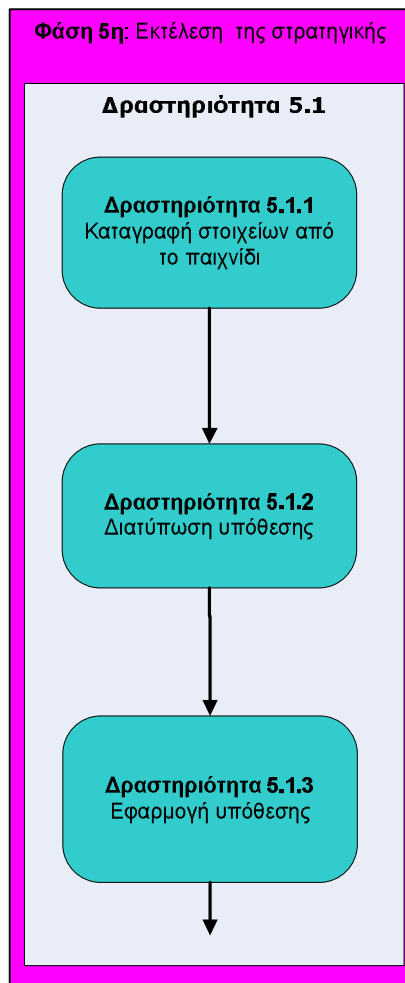 Φάση 5η: Εκτέλεση της στρατηγικής
Δραστηριότητα 5.1
Δραστηριότητα 5.1.1
Καταγραφή στοιχείων από
το παιχνίδι
Δραστηριότητα 5.1.2
Διατύπωση υπόθεσης
Δραστηριότητα 5.1.3
Εφαρμογή υπόθεσης